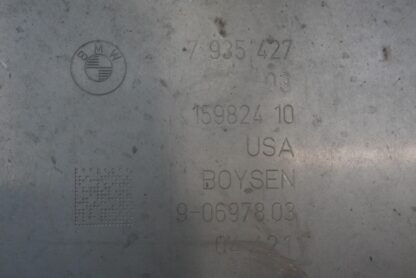 BMW
7 935 427
03
159824 10
USA
BOYSEN
9-06978.03